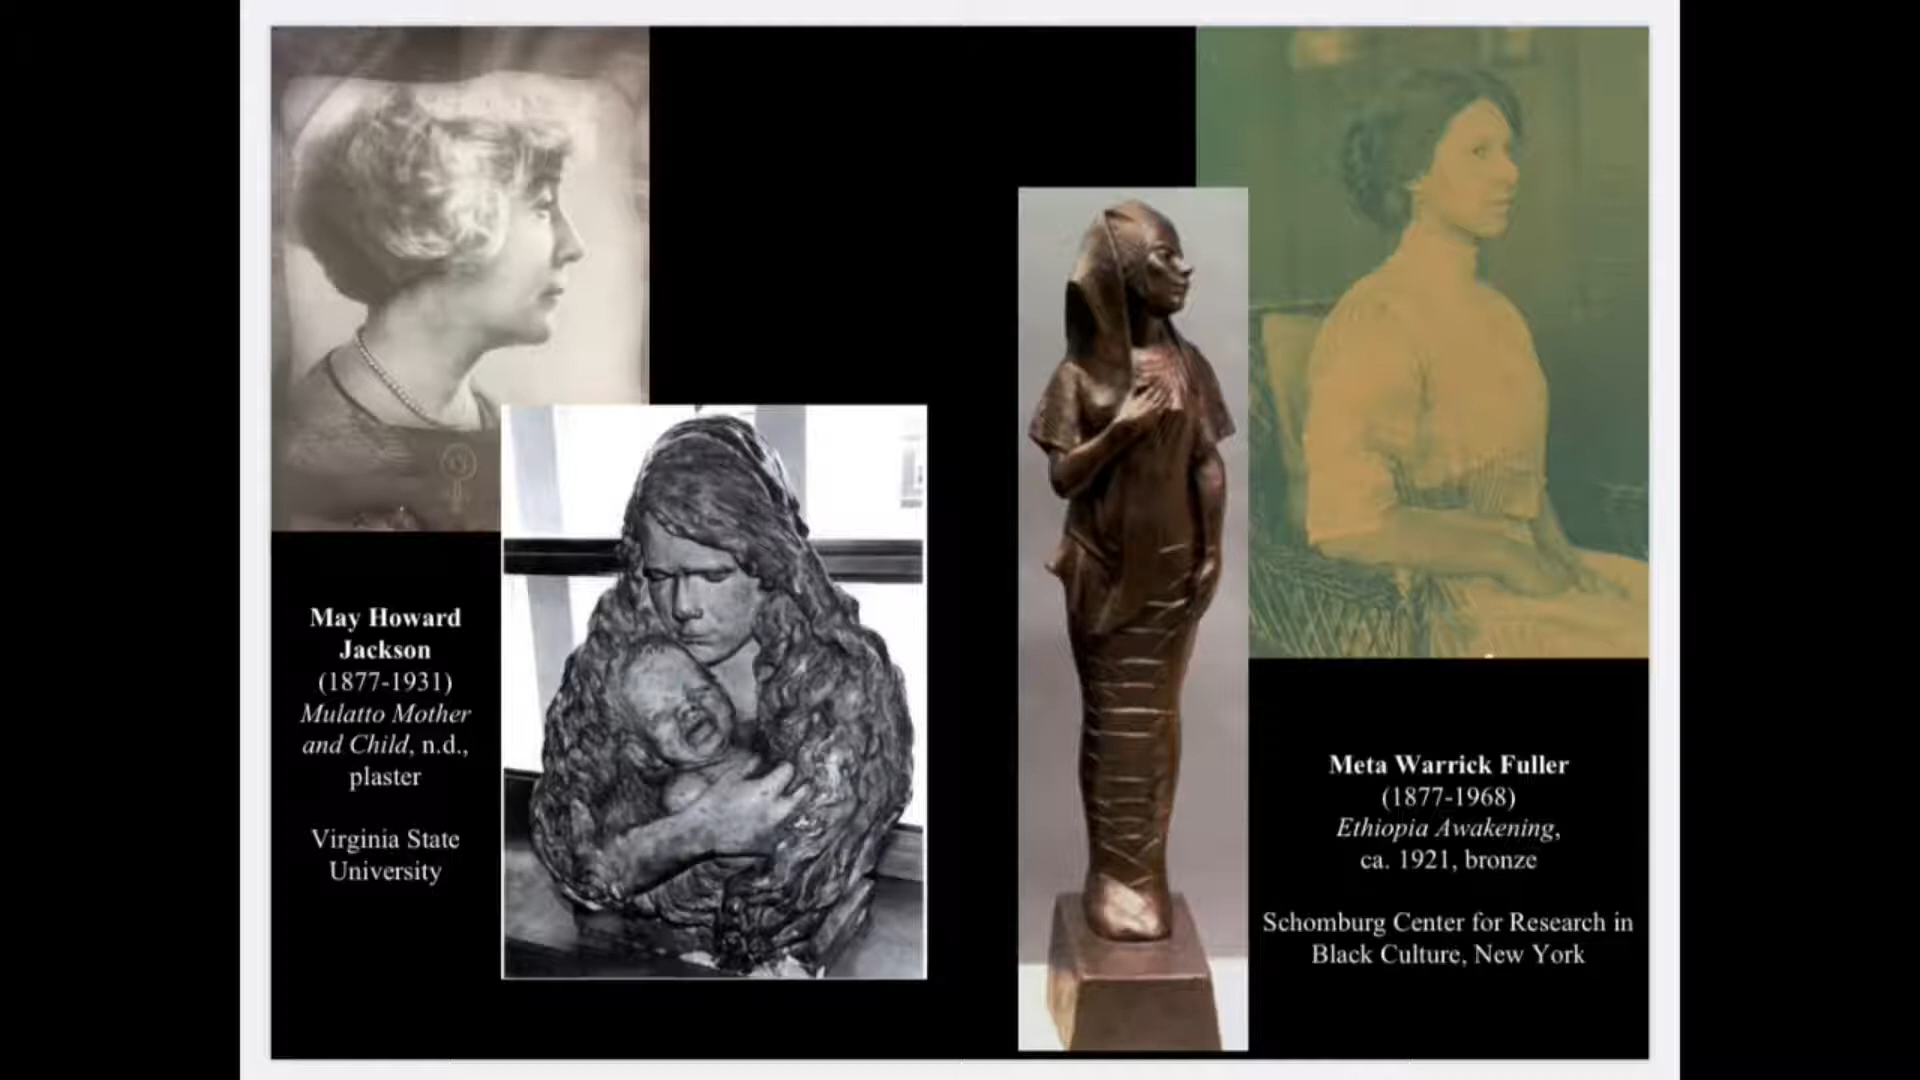 May Howard
Jackson
(1877-1931)
Mulatto Mother
and Child, n.d.,
plaster
Virginia State
University
Meta Warrick Fuller
(1877-1968)
Ethiopia Awakening,
ca. 1921, bronze
Schomburg Center for Research in
Black Culture, New York